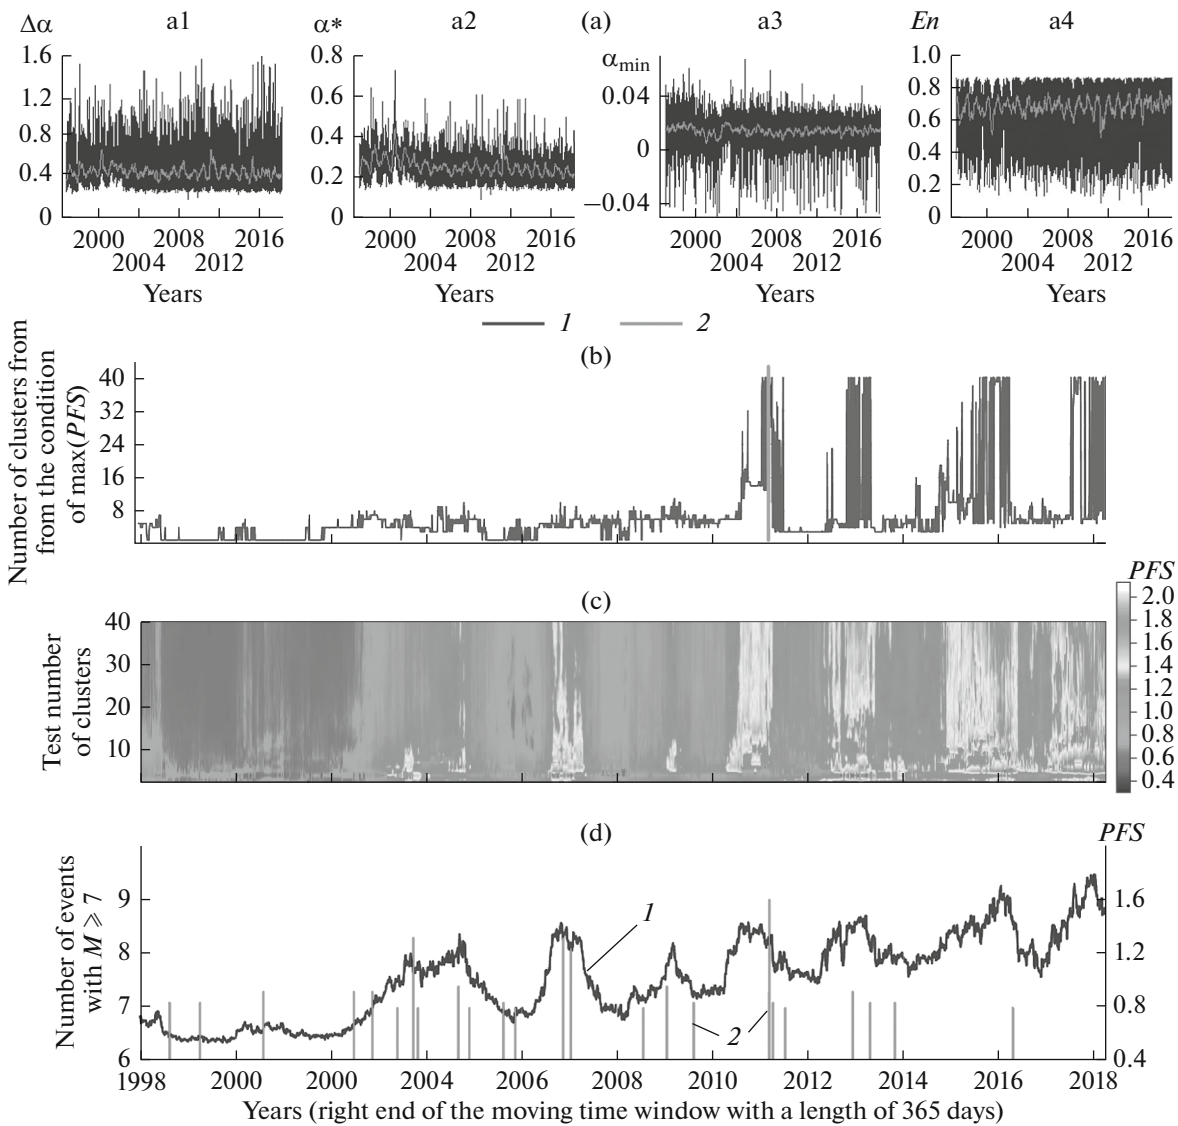 Δα a1 α* a2 (a) a3 En a4
1.6
1.2
0.8
0.4
0
2000 2008 2016
2004 2012
Years
0.8
0.6
0.4
0.2
0
2000 2008 2016
2004 2012
Years
αmin
0.04
0
−0.04
2000 2008 2016
2004 2012
Years
1.0
0.8
0.6
0.4
0.2
0
2000 2008 2016
2004 2012
Years
1 2
(b)
Number of clusters from
from the condition
of max(PFS)
40
32
24
16
8
(c)
Test number
of clusters
40
30
20
10
PFS
2.0
1.8
1.6
1.4
1.2
1.0
0.8
0.6
0.4
(d)
Number of events
with M ⩾ 7
9
8
7
6
PFS
1.6
1.2
0.8
0.4
1
2
1998 2000 2000 2004 2006 2008 2010 2012 2014 2016 2018
Years (right end of the moving time window with a length of 365 days)